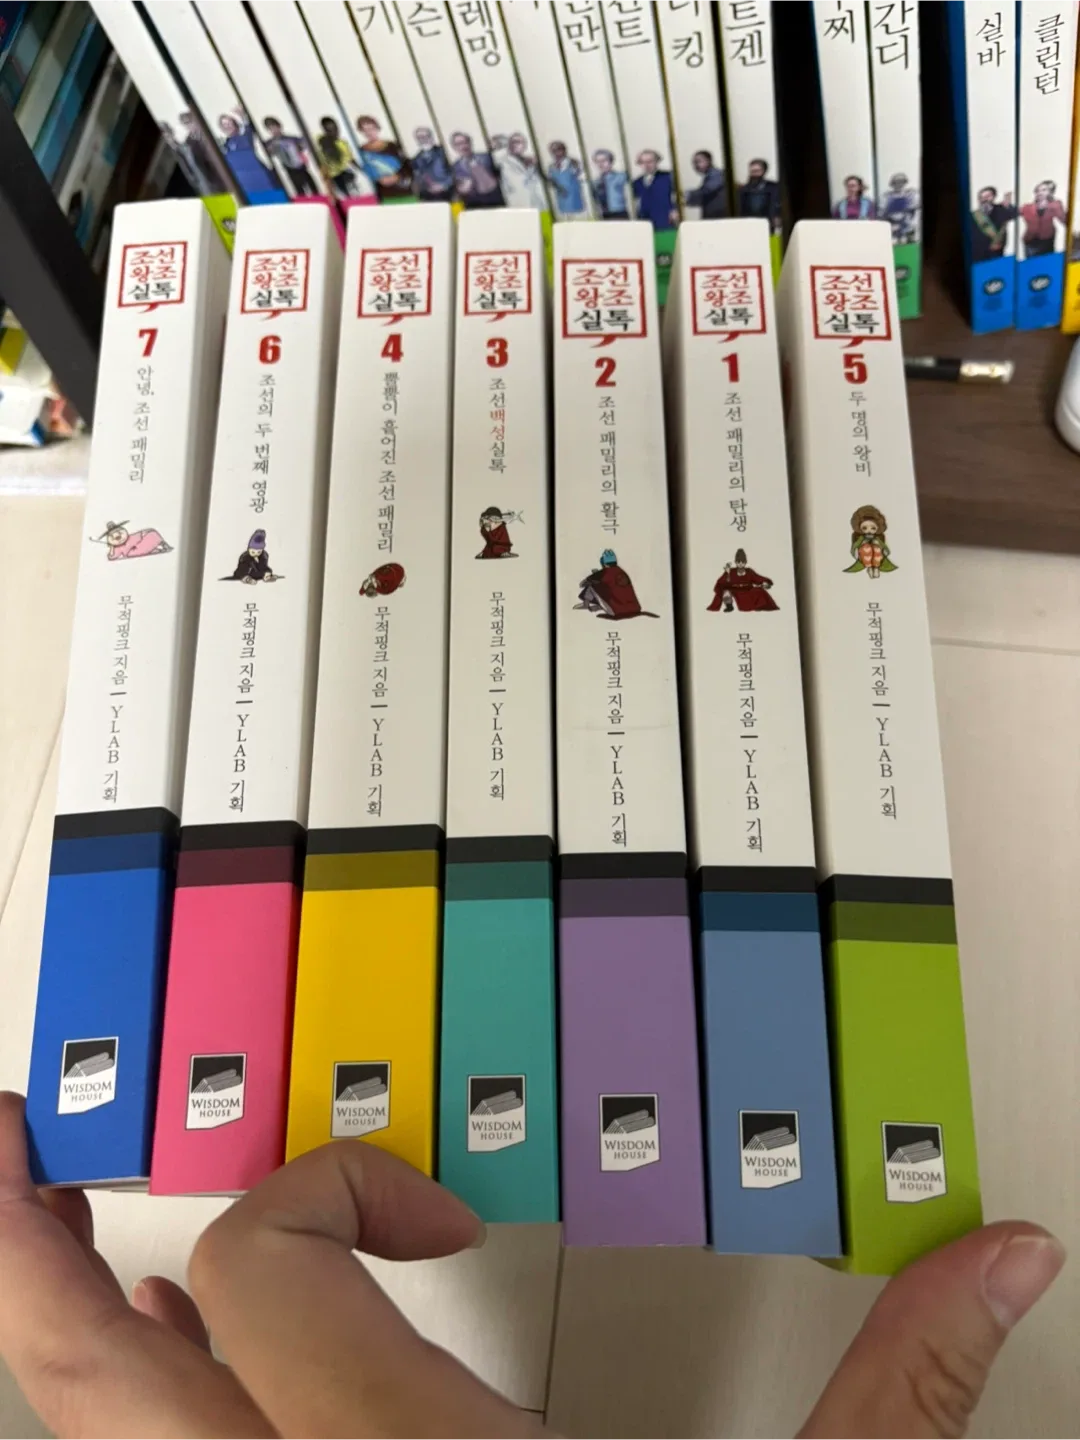 기
슨
레밍
만
트
킹
트겐
찌
간디
실바
클린턴
조선
왕조
실톡
7
안녕, 조선 패밀리
무적핑크 지음 | YLAB 기획
WISDOM
HOUSE
조선
왕조
실톡
6
조선의 두 번째 영광
무적핑크 지음 | YLAB 기획
WISDOM
HOUSE
조선
왕조
실톡
4
뿔뿔이 흩어진 조선 패밀리
무적핑크 지음 | YLAB 기획
WISDOM
HOUSE
조선
왕조
실톡
3
조선백성실톡
무적핑크 지음 | YLAB 기획
WISDOM
HOUSE
조선
왕조
실톡
2
조선 패밀리의 활극
무적핑크 지음 | YLAB 기획
WISDOM
HOUSE
조선
왕조
실톡
1
조선 패밀리의 탄생
무적핑크 지음 | YLAB 기획
WISDOM
HOUSE
조선
왕조
실톡
5
두 명의 왕비
무적핑크 지음 | YLAB 기획
WISDOM
HOUSE